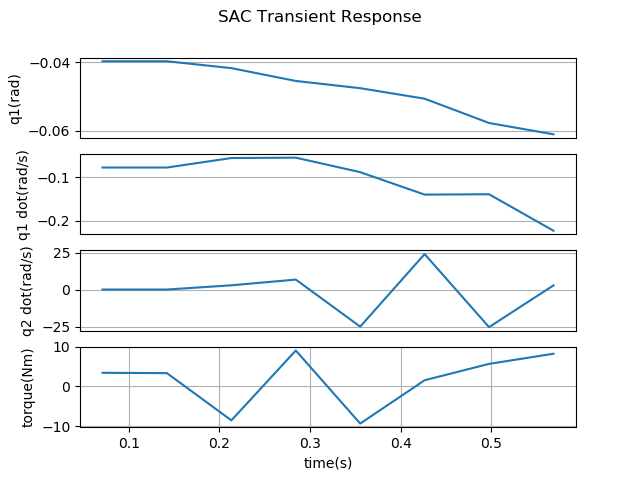 SAC Transient Response
q1(rad)
−0.04
−0.06
q1 dot(rad/s)
−0.1
−0.2
q2 dot(rad/s)
25
0
−25
torque(Nm)
10
0
−10
0.1 0.2 0.3 0.4 0.5
time(s)